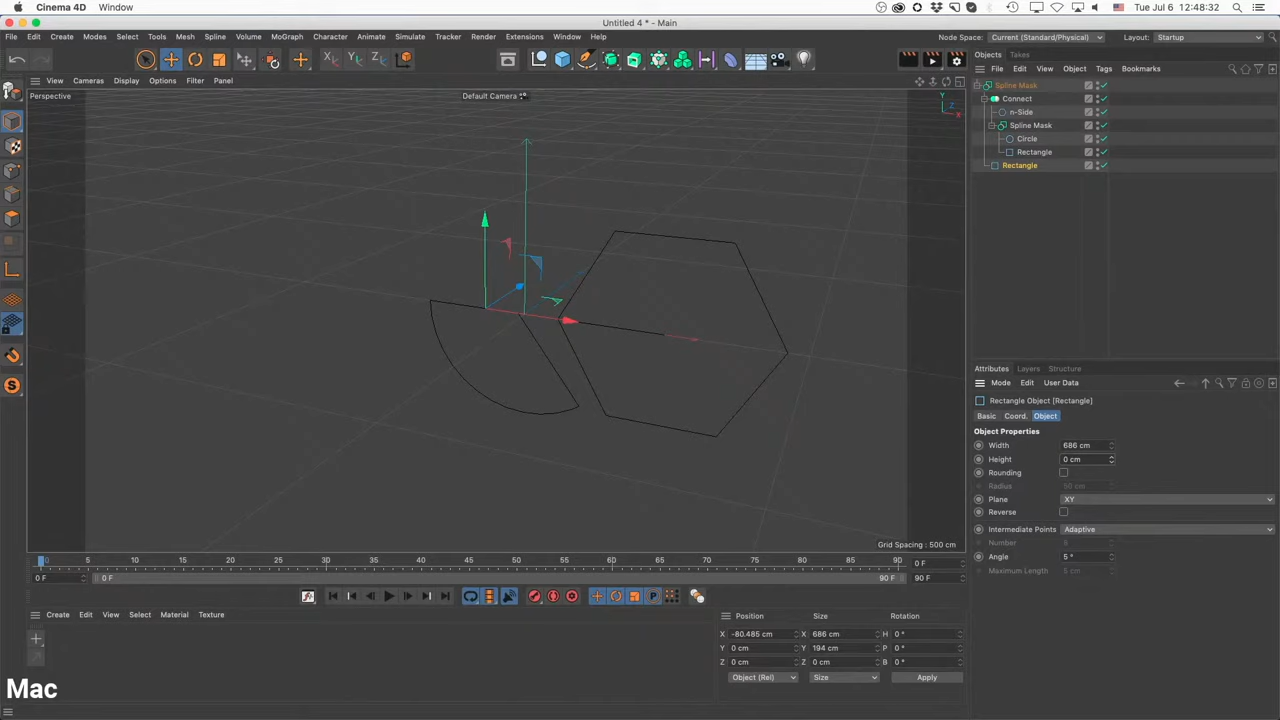 Cinema 4D Window Tue Jul 6 12:48:32
Untitled 4 * - Main
File Edit Create Modes Select Tools Mesh Spline Volume MoGraph Character Animate Simulate Tracker Render Extensions Window Help Node Space: Current (Standard/Physical) Layout: Startup
X Y Z
Objects Takes
View Cameras Display Options Filter Panel
File Edit View Object Tags Bookmarks
Perspective
Default Camera
Y
Z
X
Spline Mask
Connect
n-Side
Spline Mask
Circle
Rectangle
Rectangle
Attributes Layers Structure
Mode Edit User Data
Rectangle Object [Rectangle]
Basic Coord. Object
Object Properties
Width 686 cm
Height 0 cm
Rounding
Radius 50 cm
Plane XY
Reverse
Intermediate Points Adaptive
Number
Angle 5 °
Maximum Length 5 cm
Grid Spacing : 500 cm
0 5 10 15 20 25 30 35 40 45 50 55 60 65 70 75 80 85 90 0 F
0 F 0 F 90 F 90 F
P
Create Edit View Select Material Texture
Position Size Rotation
X -80.485 cm X 686 cm H 0 °
Y 0 cm Y 194 cm P 0 °
Z 0 cm Z 0 cm B 0 °
Object (Rel) Size Apply
Mac